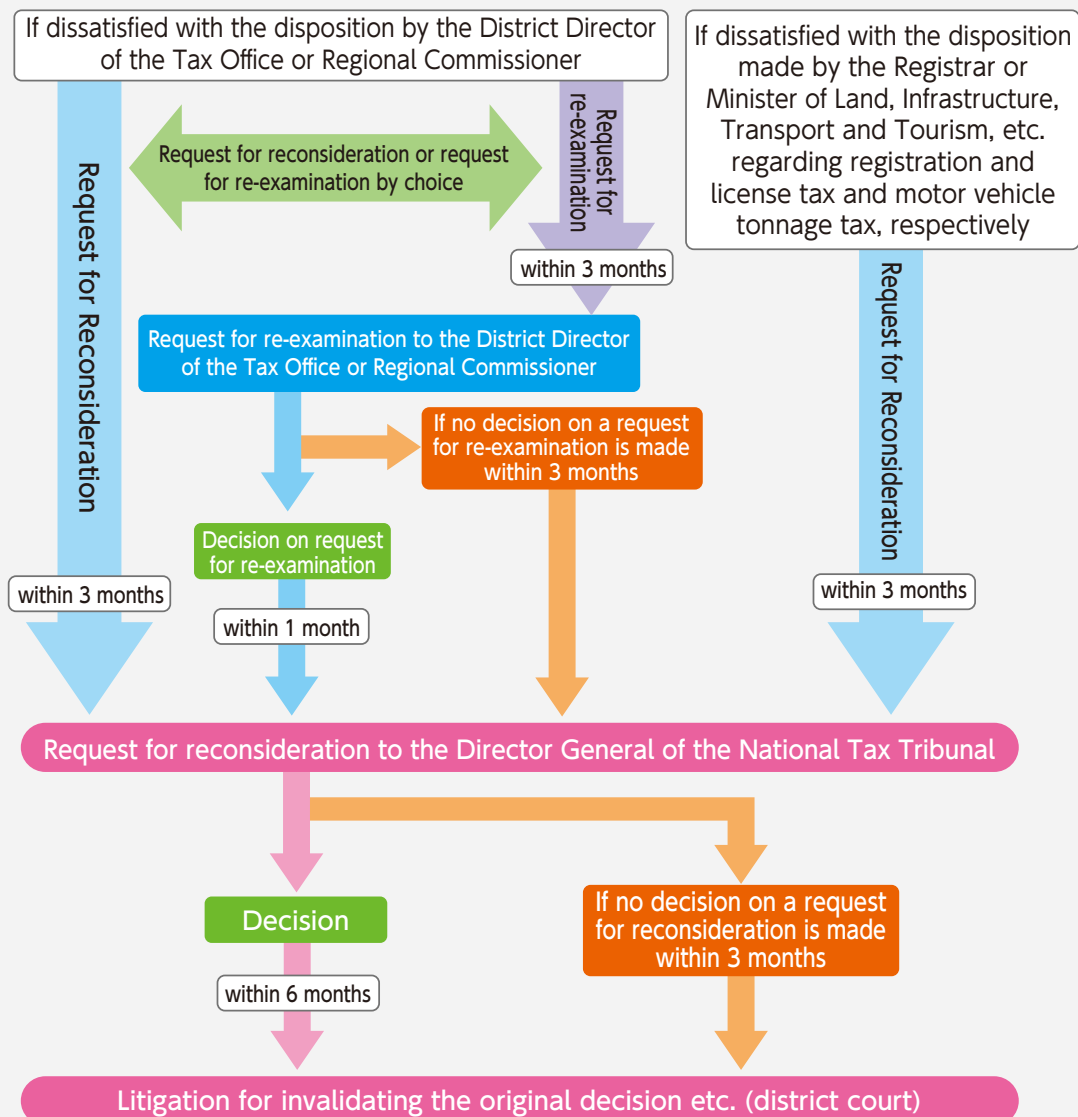 If dissatisfied with the disposition by the District Director
of the Tax Office or Regional Commissioner
If dissatisfied with the disposition
made by the Registrar or
Minister of Land, Infrastructure,
Transport and Tourism, etc.
regarding registration and
license tax and motor vehicle
tonnage tax, respectively
Request for Reconsideration
Request for reconsideration or request
for re-examination by choice
Request for
re-examination
within 3 months
Request for Reconsideration
Request for re-examination to the District Director
of the Tax Office or Regional Commissioner
If no decision on a request
for re-examination is made
within 3 months
Decision on request
for re-examination
within 3 months
within 1 month
within 3 months
Request for reconsideration to the Director General of the National Tax Tribunal
Decision
If no decision on a request
for reconsideration is made
within 3 months
within 6 months
Litigation for invalidating the original decision etc. (district court)